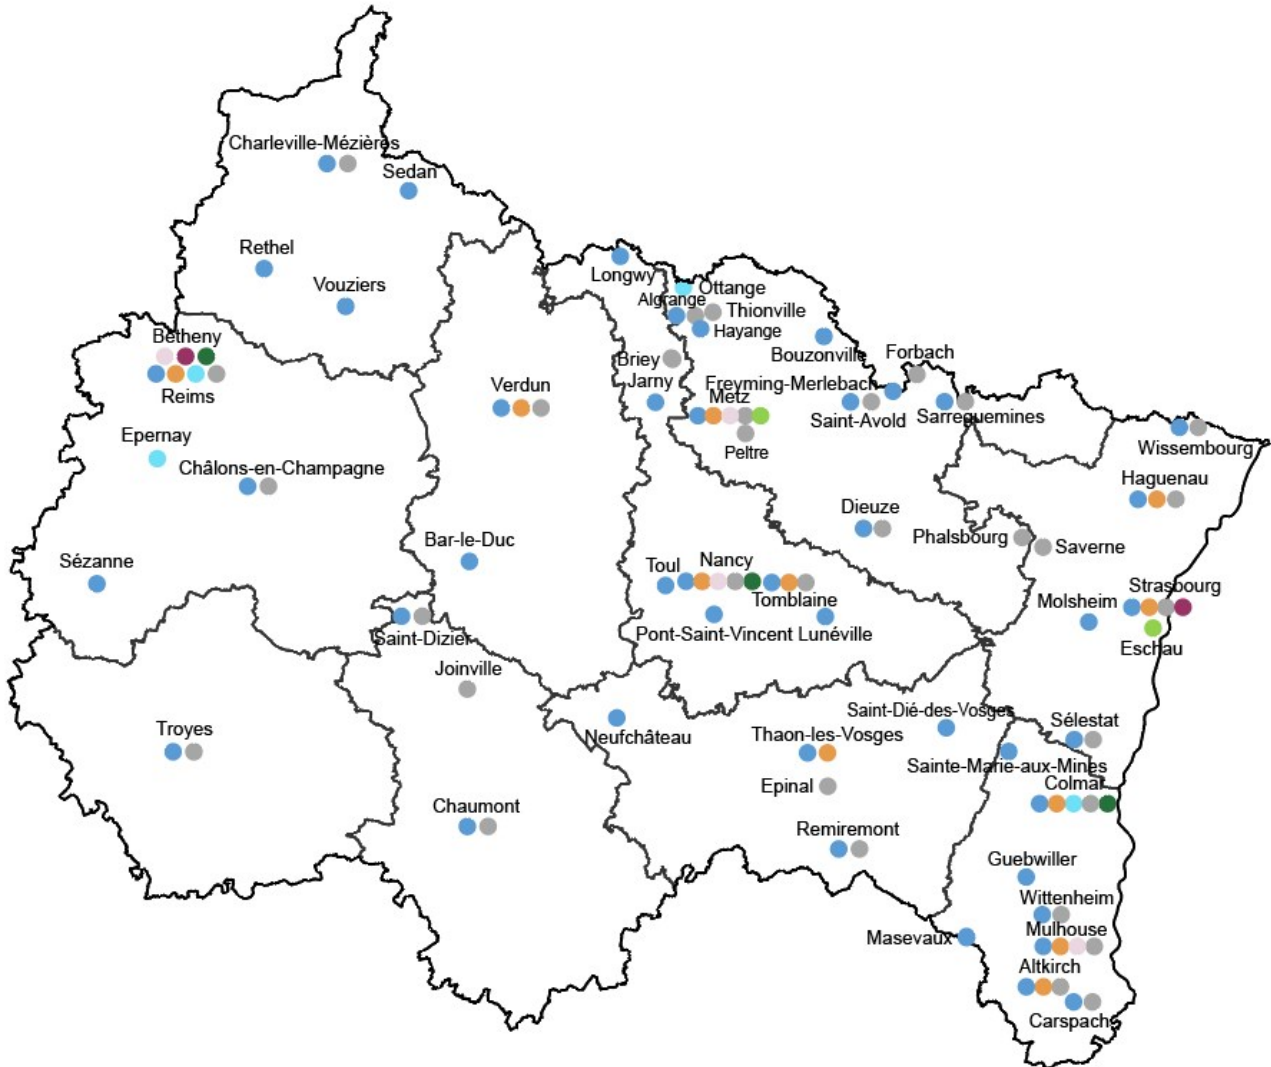 Charleville-Mézières
Sedan
Rethel
Vouziers
Longwy
Ottange
Algrange
Thionville
Hayange
Bouzonville
Betheny
Reims
Briey
Jarny
Forbach
Freyming-Merlebach
Verdun
Metz
Saint-Avold
Sarreguemines
Peltre
Wissembourg
Epernay
Châlons-en-Champagne
Haguenau
Dieuze
Phalsbourg
Saverne
Bar-le-Duc
Sézanne
Toul
Nancy
Tomblaine
Strasbourg
Molsheim
Saint-Dizier
Pont-Saint-Vincent
Lunéville
Eschau
Joinville
Saint-Dié-des-Vosges
Sélestat
Troyes
Neufchâteau
Thaon-les-Vosges
Sainte-Marie-aux-Mines
Epinal
Colmar
Chaumont
Remiremont
Guebwiller
Wittenheim
Mulhouse
Masevaux
Altkirch
Carspach